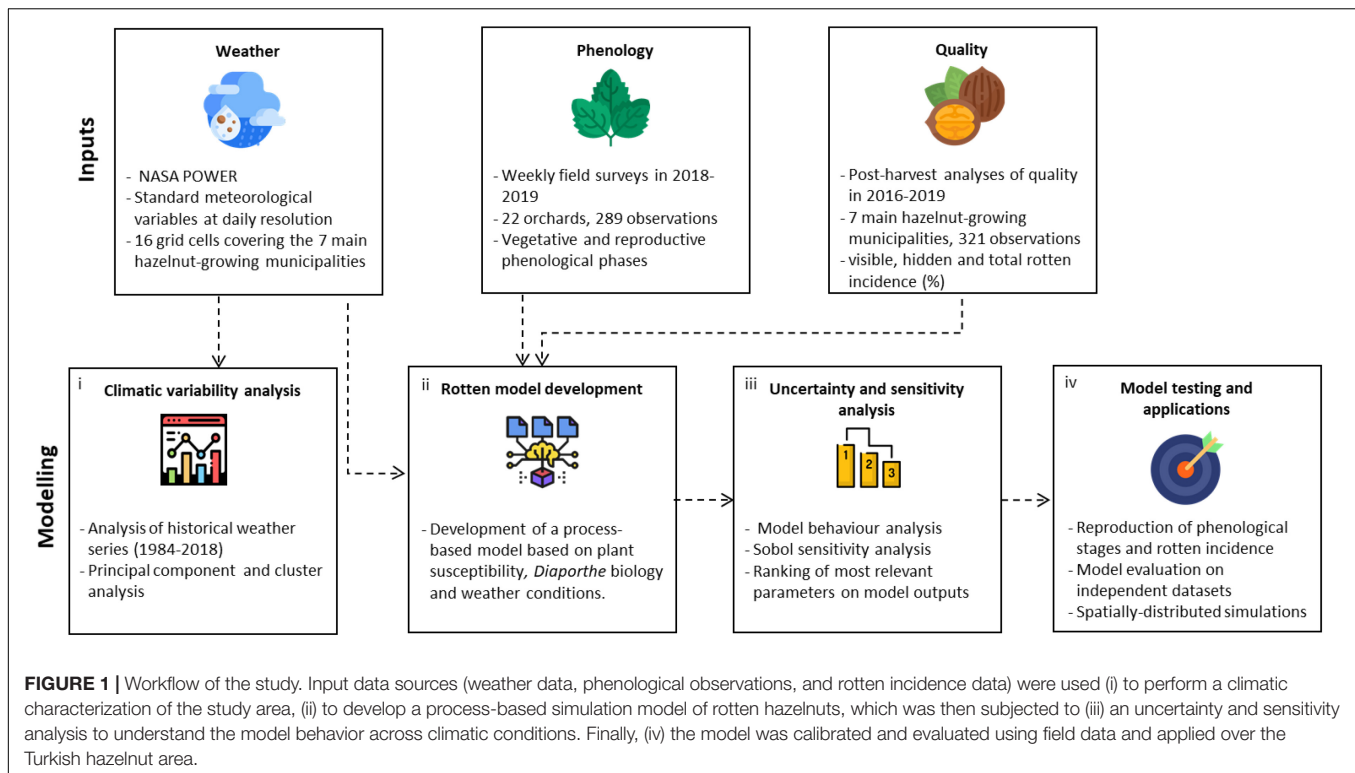 Inputs
Weather
- NASA POWER
- Standard meteorological
variables at daily resolution
- 16 grid cells covering the 7 main
hazelnut-growing municipalities
Phenology
- Weekly field surveys in 2018-
2019
- 22 orchards, 289 observations
- Vegetative and reproductive
phenological phases
Quality
- Post-harvest analyses of quality
in 2016-2019
- 7 main hazelnut-growing
municipalities, 321 observations
- visible, hidden and total rotten
incidence (%)
Modelling
i
Climatic variability analysis
- Analysis of historical weather
series (1984-2018)
- Principal component and cluster
analysis
ii
Rotten model development
- Development of a process-
based model based on plant
susceptibility, Diaporthe biology
and weather conditions.
iii
Uncertainty and sensitivity
analysis
1
2
3
- Model behaviour analysis
- Sobol sensitivity analysis
- Ranking of most relevant
parameters on model outputs
iv
Model testing and
applications
- Reproduction of phenological
stages and rotten incidence
- Model evaluation on
independent datasets
- Spatially-distributed simulations
FIGURE 1 | Workflow of the study. Input data sources (weather data, phenological observations, and rotten incidence data) were used (i) to perform a climatic
characterization of the study area, (ii) to develop a process-based simulation model of rotten hazelnuts, which was then subjected to (iii) an uncertainty and sensitivity
analysis to understand the model behavior across climatic conditions. Finally, (iv) the model was calibrated and evaluated using field data and applied over the
Turkish hazelnut area.